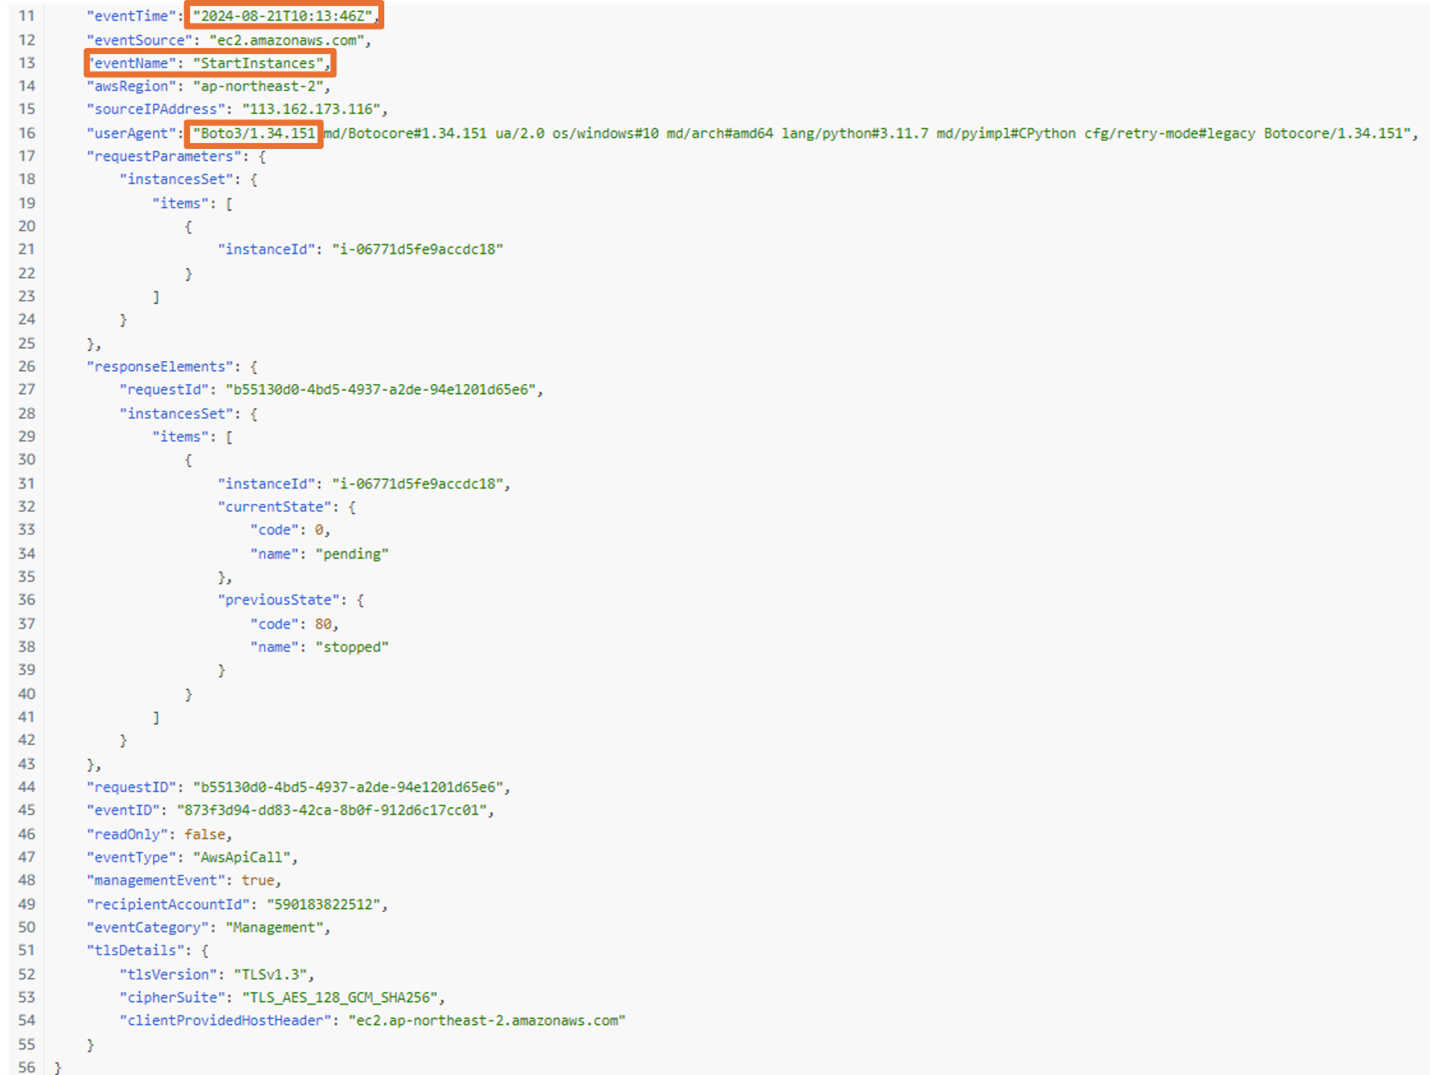 11 "eventTime": "2024-08-21T10:13:46Z",
12 "eventSource": "ec2.amazonaws.com",
13 "eventName": "StartInstances",
14 "awsRegion": "ap-northeast-2",
15 "sourceIPAddress": "113.162.173.116",
16 "userAgent": "Boto3/1.34.151 md/Botocore#1.34.151 ua/2.0 os/windows#10 md/arch#amd64 lang/python#3.11.7 md/pyimpl#CPython cfg/retry-mode#legacy Botocore/1.34.151",
17 "requestParameters": {
18 "instancesSet": {
19 "items": [
20 {
21 "instanceId": "i-06771d5fe9accdc18"
22 }
23 ]
24 }
25 },
26 "responseElements": {
27 "requestId": "b55130d0-4bd5-4937-a2de-94e1201d65e6",
28 "instancesSet": {
29 "items": [
30 {
31 "instanceId": "i-06771d5fe9accdc18",
32 "currentState": {
33 "code": 0,
34 "name": "pending"
35 },
36 "previousState": {
37 "code": 80,
38 "name": "stopped"
39 }
40 }
41 ]
42 }
43 },
44 "requestID": "b55130d0-4bd5-4937-a2de-94e1201d65e6",
45 "eventID": "873f3d94-dd83-42ca-8b0f-912d6c17cc01",
46 "readOnly": false,
47 "eventType": "AwsApiCall",
48 "managementEvent": true,
49 "recipientAccountId": "590183822512",
50 "eventCategory": "Management",
51 "tlsDetails": {
52 "tlsVersion": "TLSv1.3",
53 "cipherSuite": "TLS_AES_128_GCM_SHA256",
54 "clientProvidedHostHeader": "ec2.ap-northeast-2.amazonaws.com"
55 }
56 }